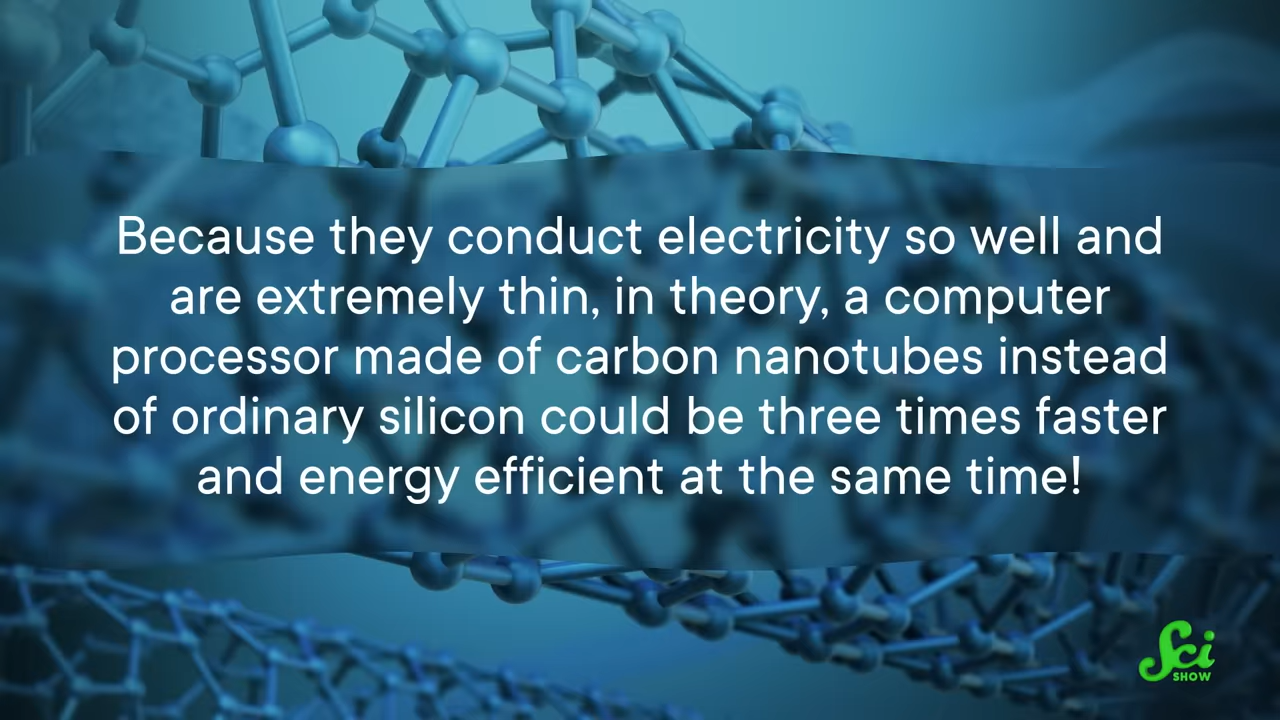 Because they conduct electricity so well and
are extremely thin, in theory, a computer
processor made of carbon nanotubes instead
of ordinary silicon could be three times faster
and energy efficient at the same time!
Sci
SHOW